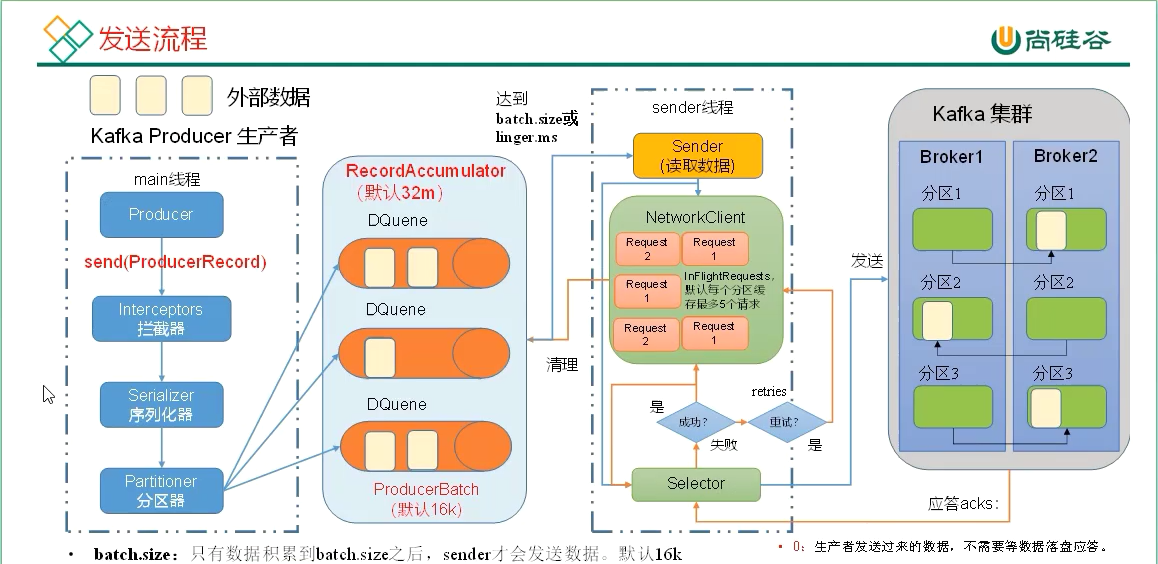 发送流程
尚硅谷
外部数据
Kafka Producer 生产者
main线程
Producer
send(ProducerRecord)
Interceptors
拦截器
Serializer
序列化器
Partitioner
分区器
RecordAccumulator
(默认32m)
DQuene
DQuene
DQuene
ProducerBatch
(默认16k)
达到
batch.size或
linger.ms
sender线程
Sender
(读取数据)
NetworkClient
Request
2
Request
1
Request
1
InFlightRequests,
默认每个分区缓
存最多5个请求
Request
2
Request
1
清理
是
成功?
失败
retries
重试?
是
Selector
发送
Kafka 集群
Broker1
分区1
分区2
分区3
Broker2
分区1
分区2
分区3
应答acks:
• batch.size：只有数据积累到batch.size之后，sender才会发送数据。默认16k
• 0：生产者发送过来的数据，不需要等数据落盘应答。